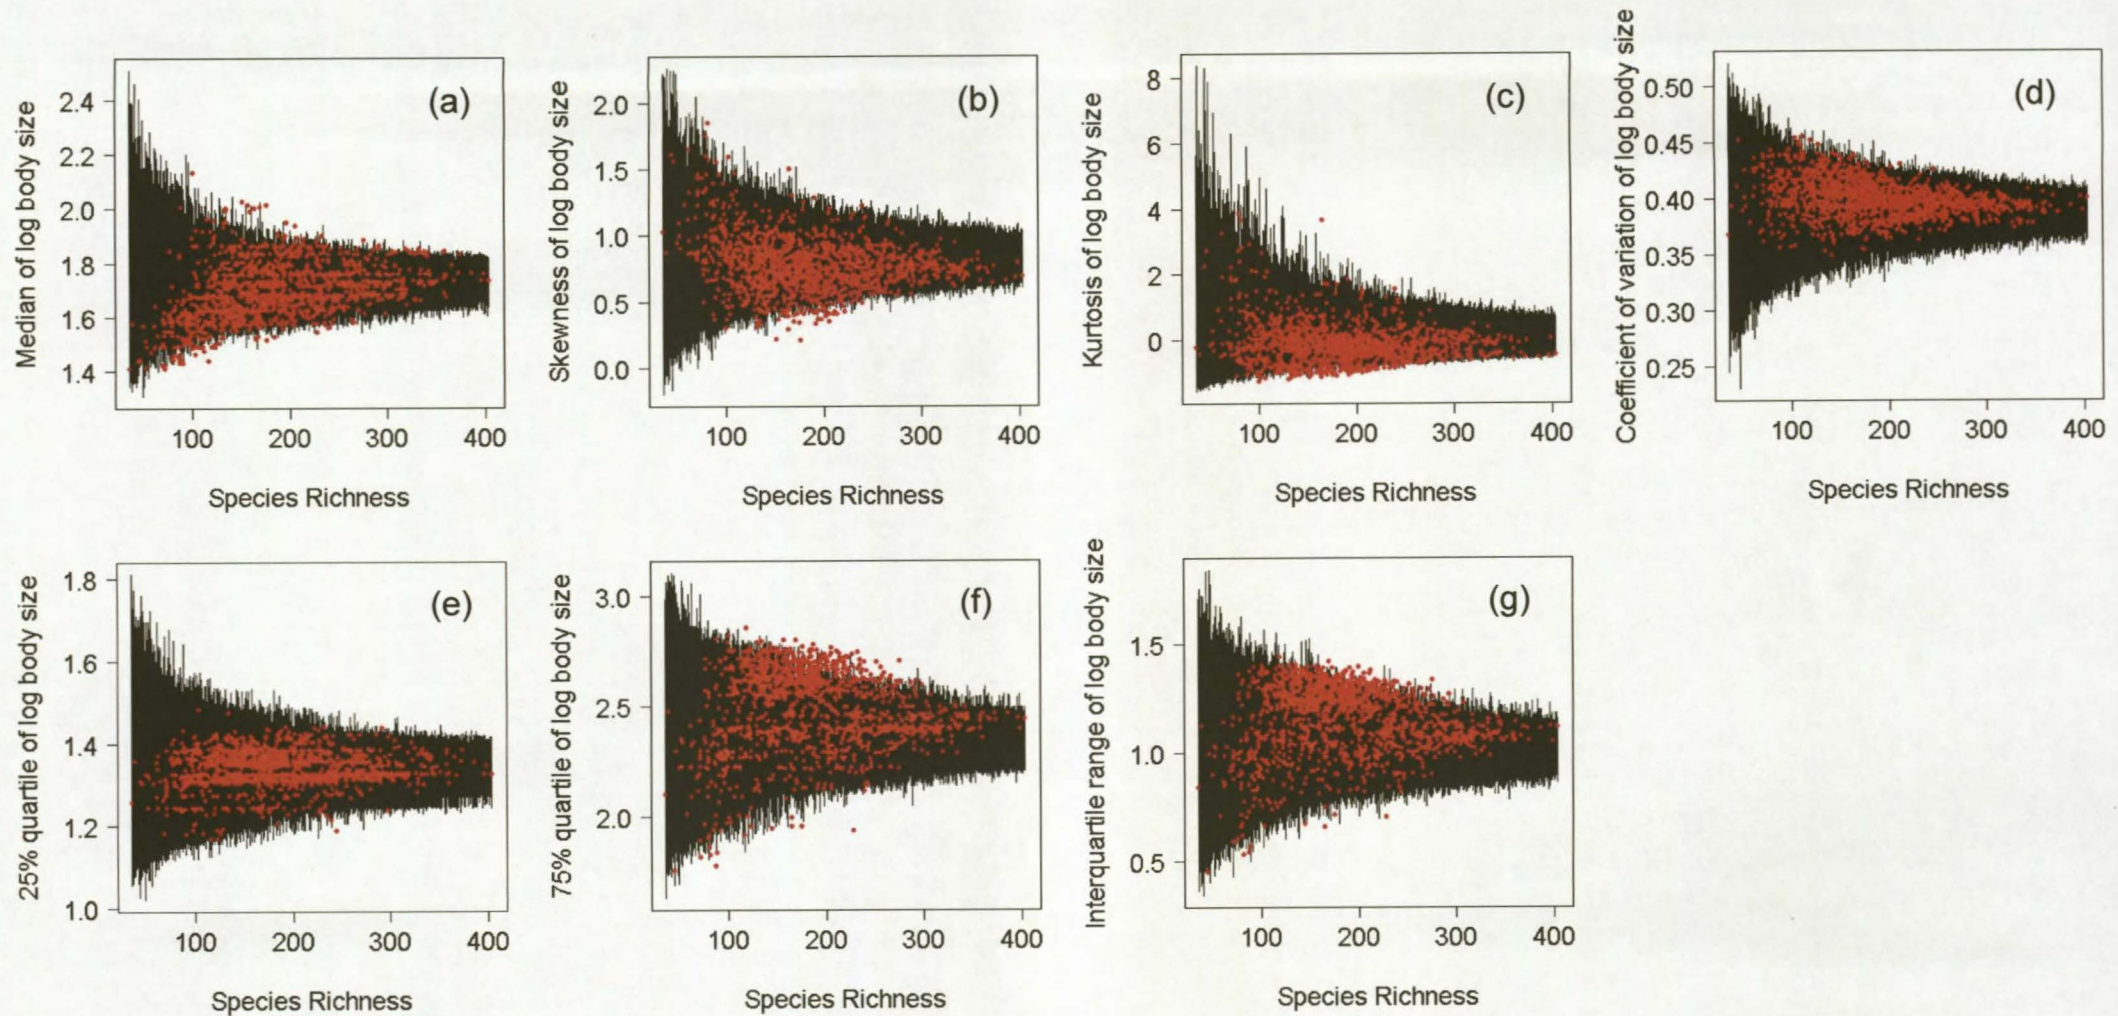 Median of log body size
2.4
2.2
2.0
1.8
1.6
1.4
(a)
100 200 300 400
Species Richness
Skewness of log body size
2.0
1.5
1.0
0.5
0.0
(b)
100 200 300 400
Species Richness
Kurtosis of log body size
8
6
4
2
0
(c)
100 200 300 400
Species Richness
Coefficient of variation of log body size
0.50
0.45
0.40
0.35
0.30
0.25
(d)
100 200 300 400
Species Richness
25% quartile of log body size
1.8
1.6
1.4
1.2
1.0
(e)
100 200 300 400
Species Richness
75% quartile of log body size
3.0
2.5
2.0
(f)
100 200 300 400
Species Richness
Interquartile range of log body size
1.5
1.0
0.5
(g)
100 200 300 400
Species Richness